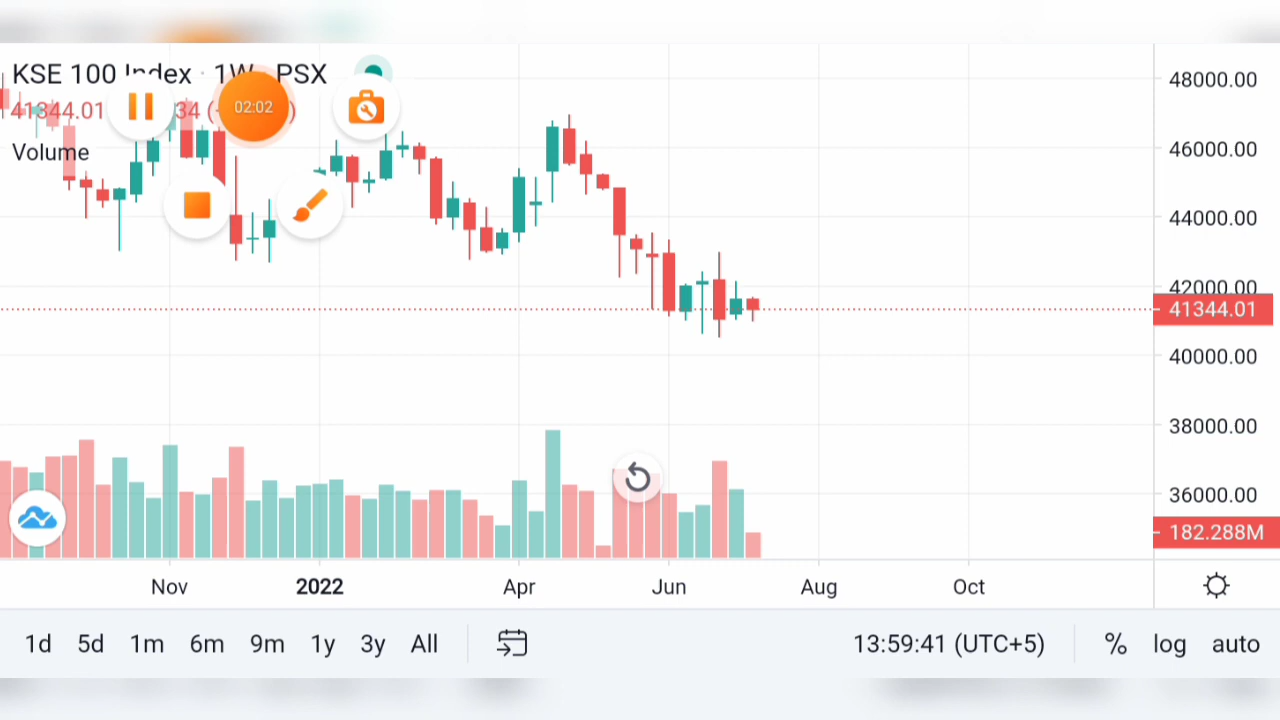 KSE 100 Index · 1W PSX
41344.01 34 ( )
02:02
Volume
48000.00
46000.00
44000.00
42000.00
41344.01
40000.00
38000.00
36000.00
182.288M
Nov 2022 Apr Jun Aug Oct
1d 5d 1m 6m 9m 1y 3y All 13:59:41 (UTC+5) % log auto